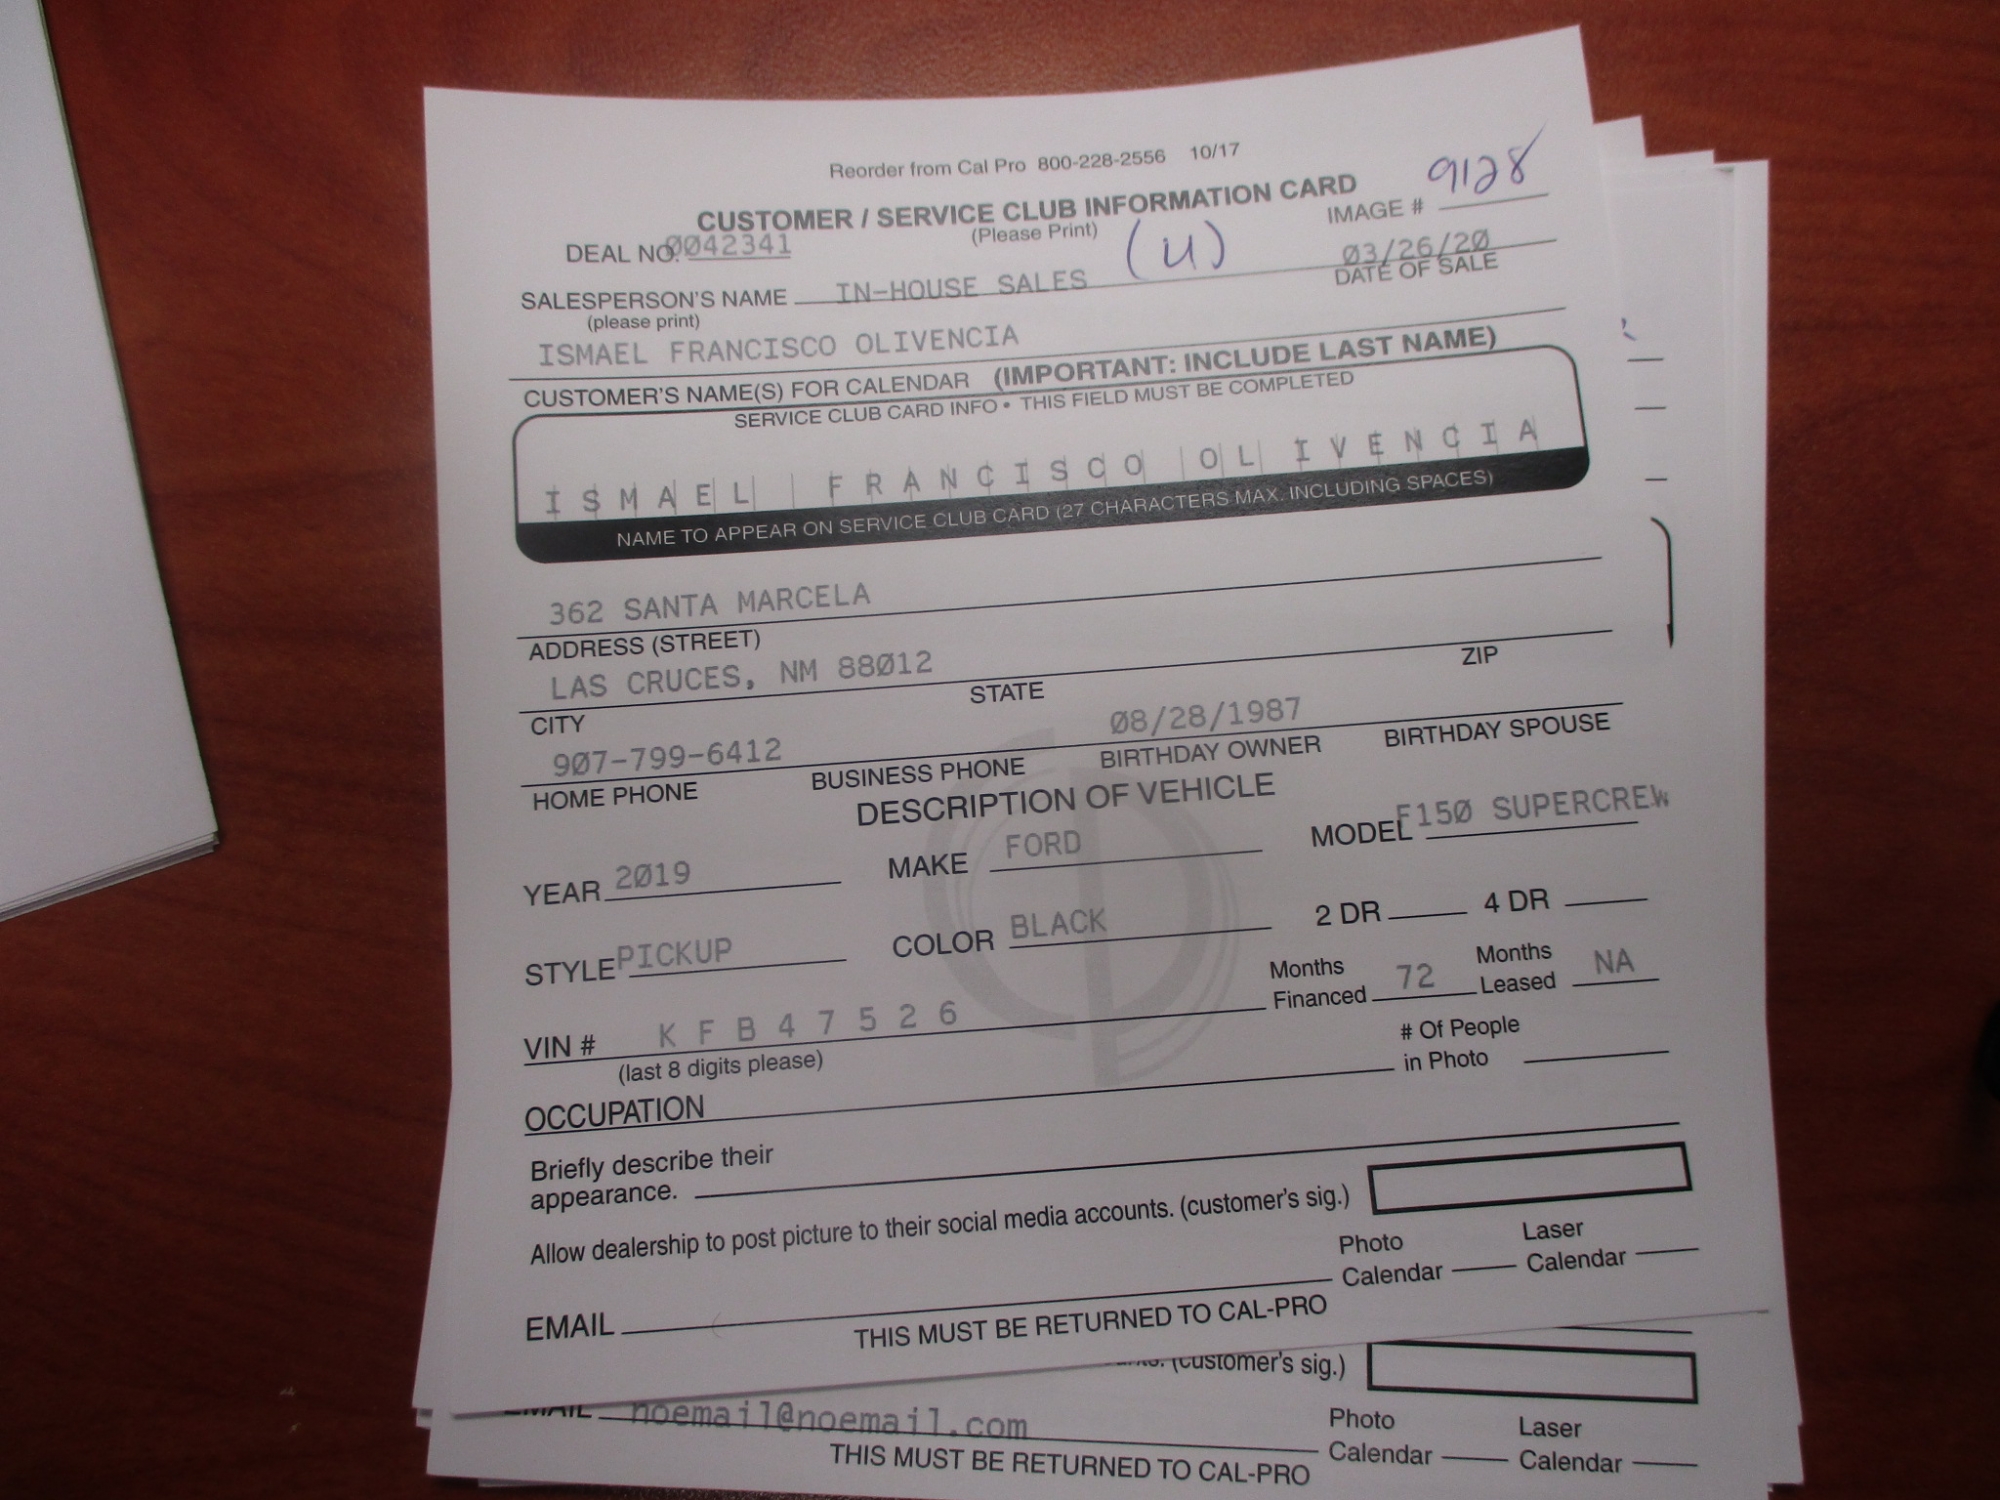 Reorder from Cal Pro 800-228-2556 10/17
CUSTOMER / SERVICE CLUB INFORMATION CARD
(Please Print)
IMAGE # 9128
DEAL NO. 0042341
(U)
03/26/20
DATE OF SALE
SALESPERSON'S NAME IN-HOUSE SALES
(please print)
ISMAEL FRANCISCO OLIVENCIA
CUSTOMER'S NAME(S) FOR CALENDAR (IMPORTANT: INCLUDE LAST NAME)
SERVICE CLUB CARD INFO • THIS FIELD MUST BE COMPLETED
ISMAEL FRANCISCO OLIVENCIA
NAME TO APPEAR ON SERVICE CLUB CARD (27 CHARACTERS MAX. INCLUDING SPACES)
362 SANTA MARCELA
ADDRESS (STREET)
LAS CRUCES, NM 88012
CITY STATE ZIP
907-799-6412 08/28/1987
HOME PHONE BUSINESS PHONE BIRTHDAY OWNER BIRTHDAY SPOUSE
DESCRIPTION OF VEHICLE
YEAR 2019 MAKE FORD MODEL F150 SUPERCREW
STYLE PICKUP COLOR BLACK 2 DR 4 DR
VIN # K F B 4 7 5 2 6 Months Financed 72 Months Leased NA
(last 8 digits please)
# Of People in Photo
OCCUPATION
Briefly describe their
appearance.
Allow dealership to post picture to their social media accounts. (customer's sig.)
Photo Calendar Laser Calendar
EMAIL
THIS MUST BE RETURNED TO CAL-PRO
(customer's sig.)
EMAIL noemail@noemail.com
Photo Calendar Laser Calendar
THIS MUST BE RETURNED TO CAL-PRO